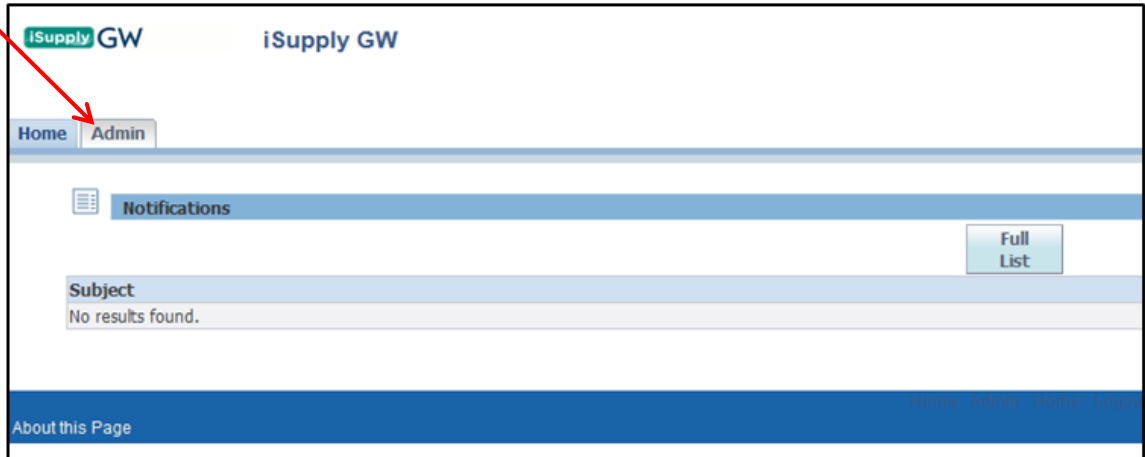 iSupply GW iSupply GW
Home Admin
Notifications
Full
List
Subject
No results found.
Home Admin Home
About this Page